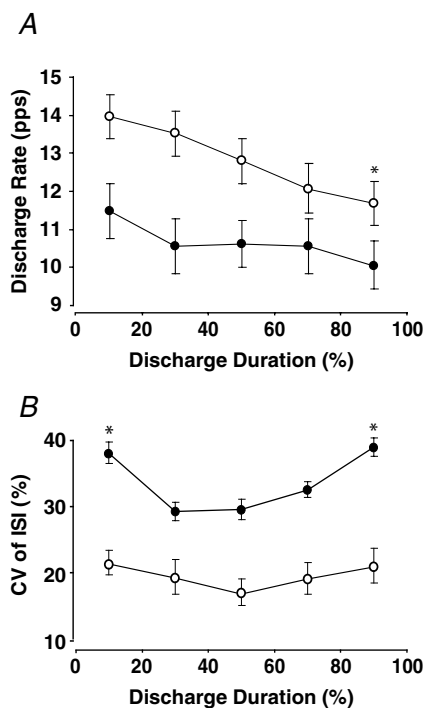 A
15
14
13
12
11
10
9
Discharge Rate (pps)
*
0 20 40 60 80 100
Discharge Duration (%)
B
40
30
20
10
CV of ISI (%)
* *
0 20 40 60 80 100
Discharge Duration (%)